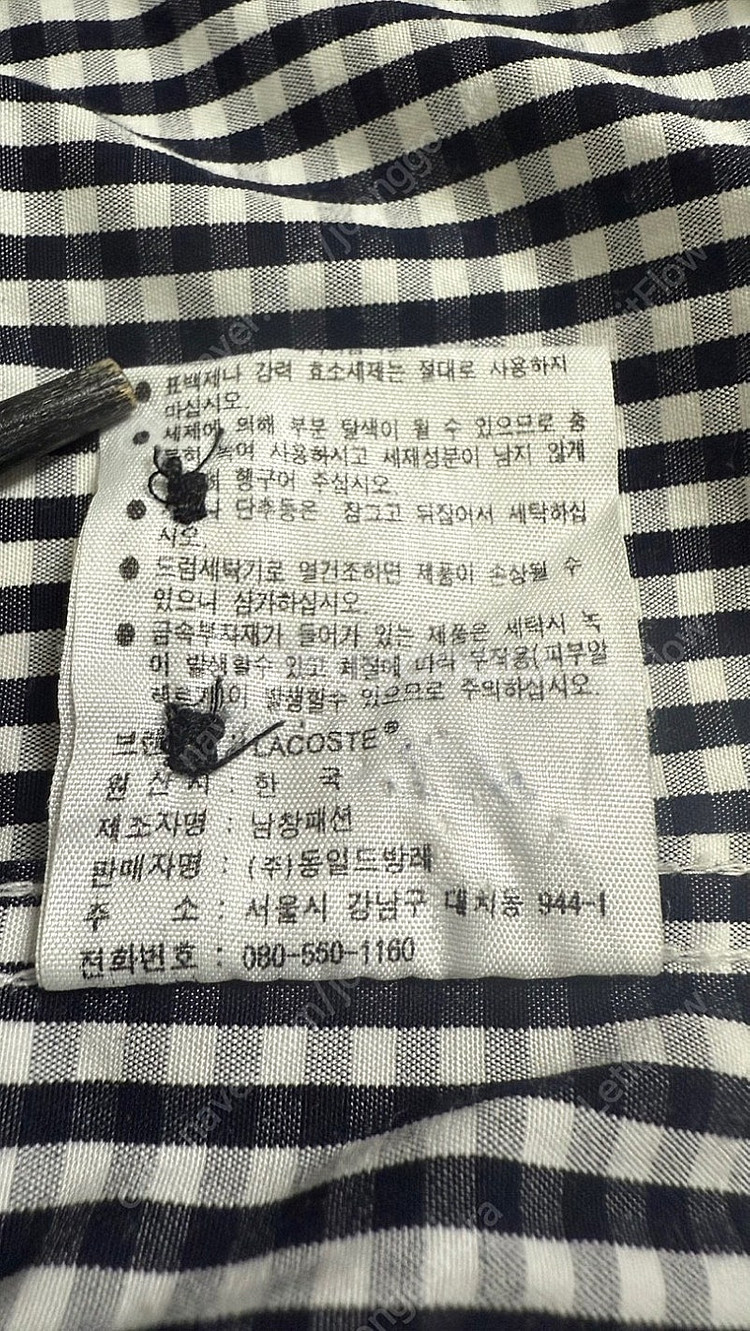 표백제나 강력 효소세제는 절대로 사용하지
마십시오.
세제에 의해 부분 탈색이 될 수 있으므로 충
분히 녹여 사용하시고 세재성분이 남지 않게
헹구어 주십시오.
단추등은 잠그고 뒤집어서 세탁하십
시오.
드럼세탁기로 열건조하면 제품이 손상될 수
있으니 삼가하십시오.
금속부자재가 들어가 있는 제품은 세탁시 녹
이 발생할수 있고 체질에 따라 부작용(피부알
레르기)이 발생할수 있으므로 주의하십시오.
: LACOSTE®
원 산 지 : 한 국
제조자명 : 남창패션
판매자명 : (주)동일드방레
주 소 : 서울시 강남구 대치동 944-1
전화번호 : 080-550-1160